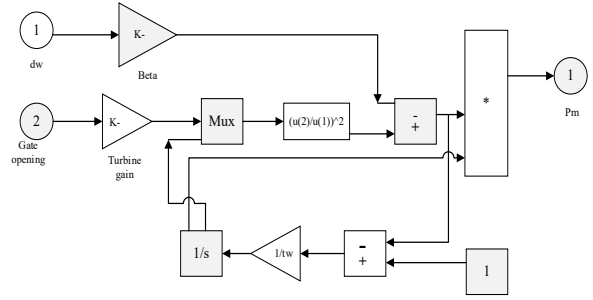 1
dw
K-
Beta
2
Gate
opening
K-
Turbine
gain
Mux
(u(2)/u(1))^2
-
+
*
1
Pm
1/s
1/tw
-
+
1